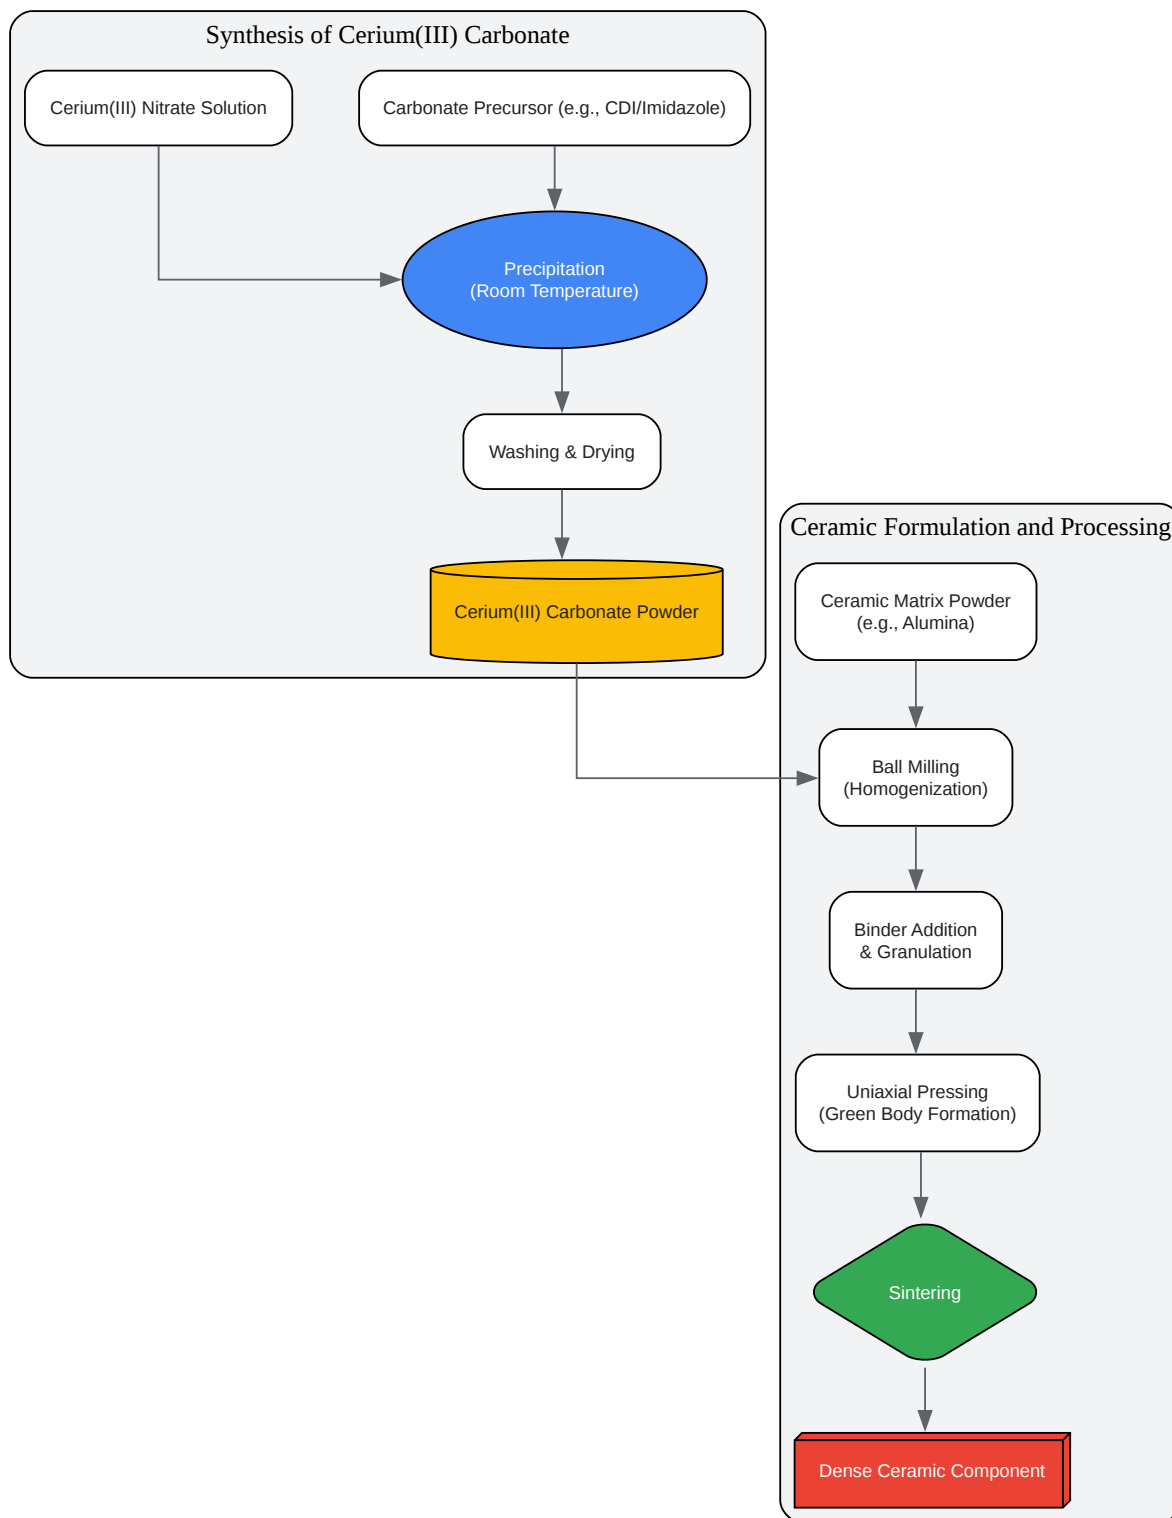 Synthesis of Cerium(III) Carbonate
Cerium(III) Nitrate Solution
Carbonate Precursor (e.g., CDI/Imidazole)
Precipitation
(Room Temperature)
Washing & Drying
Cerium(III) Carbonate Powder
Ceramic Formulation and Processing
Ceramic Matrix Powder
(e.g., Alumina)
Ball Milling
(Homogenization)
Binder Addition
& Granulation
Uniaxial Pressing
(Green Body Formation)
Sintering
Dense Ceramic Component